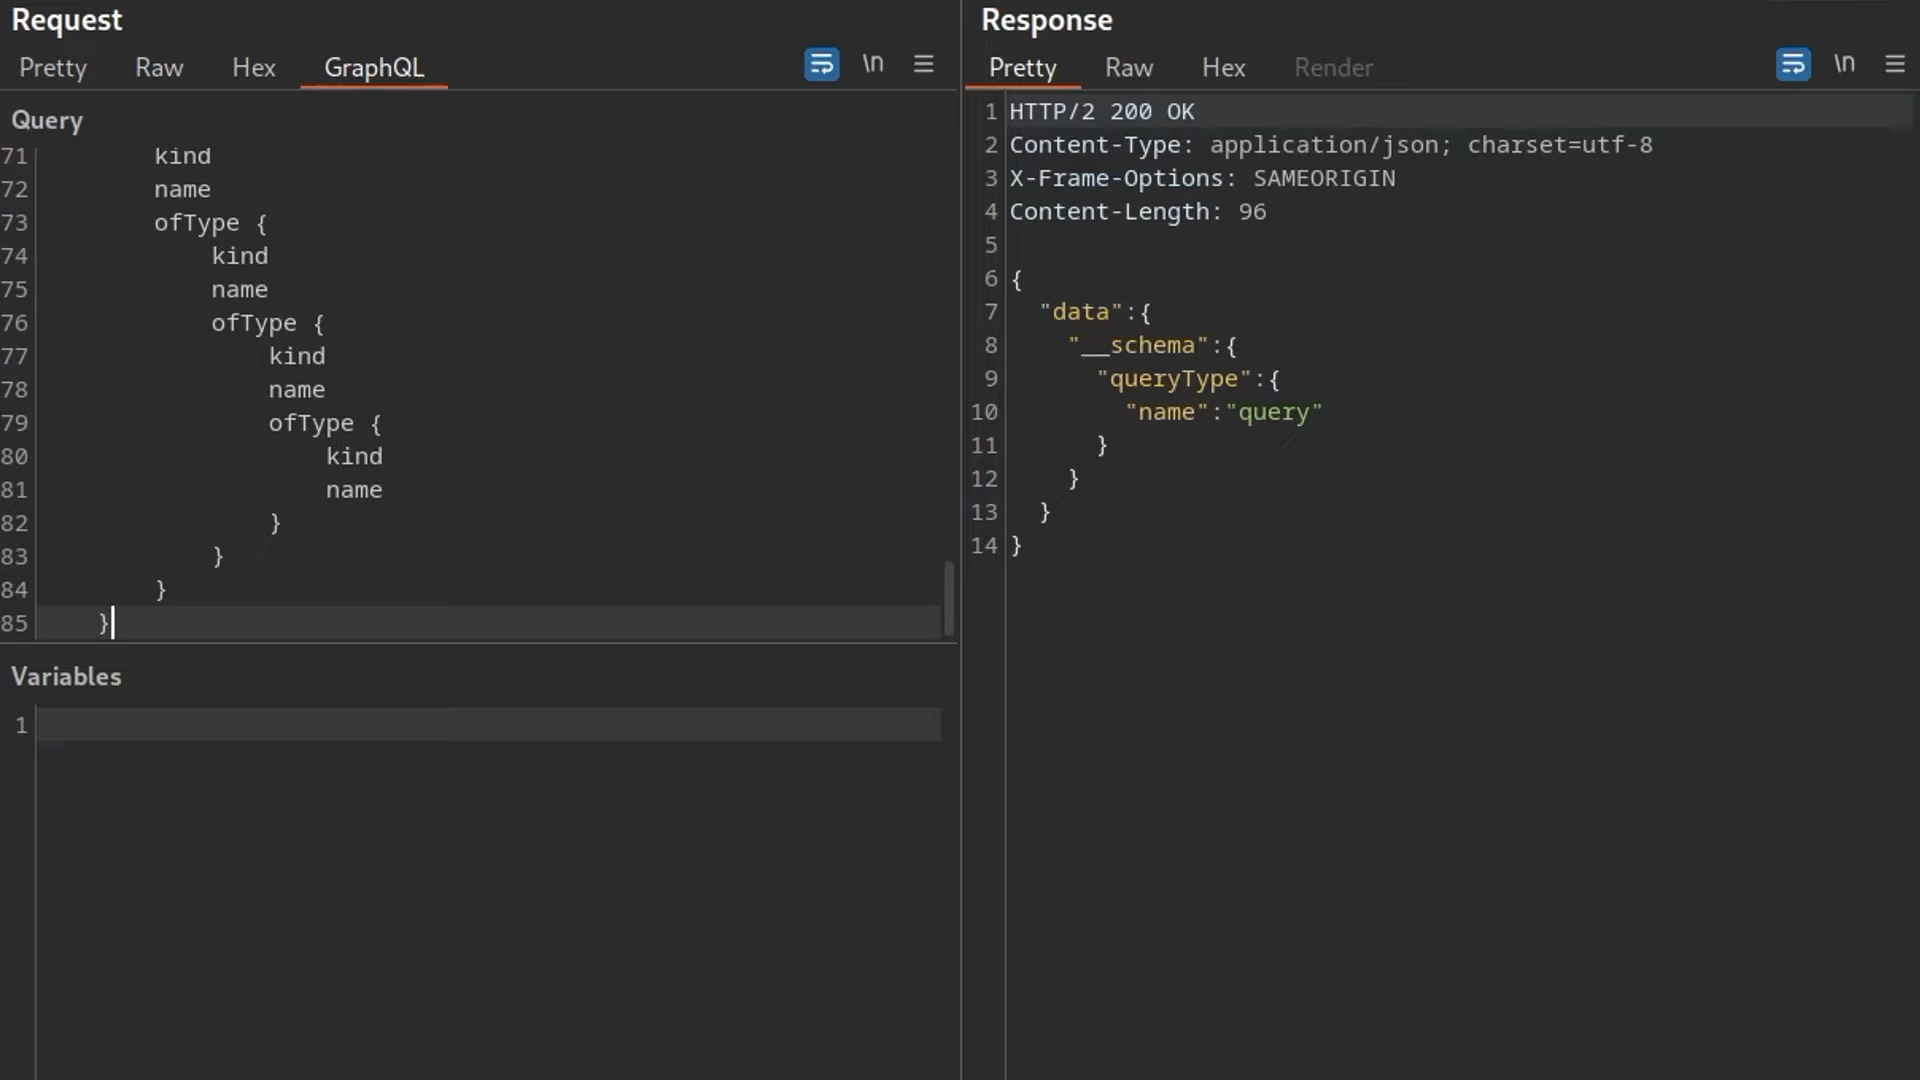 Request
Pretty Raw Hex GraphQL \n
Query
71 kind
72 name
73 ofType {
74 kind
75 name
76 ofType {
77 kind
78 name
79 ofType {
80 kind
81 name
82 }
83 }
84 }
85 }
Variables
1
Response
Pretty Raw Hex Render \n
1 HTTP/2 200 OK
2 Content-Type: application/json; charset=utf-8
3 X-Frame-Options: SAMEORIGIN
4 Content-Length: 96
5
6 {
7 "data":{
8 "__schema":{
9 "queryType":{
10 "name":"query"
11 }
12 }
13 }
14 }